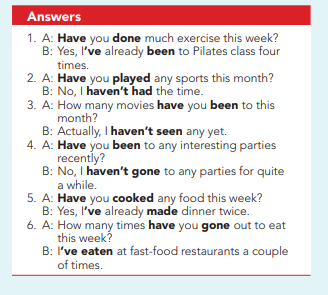 Answers
1. A: Have you done much exercise this week?
B: Yes, I've already been to Pilates class four
times.
2. A: Have you played any sports this month?
B: No, I haven't had the time.
3. A: How many movies have you been to this
month?
B: Actually, I haven't seen any yet.
4. A: Have you been to any interesting parties
recently?
B: No, I haven't gone to any parties for quite
a while.
5. A: Have you cooked any food this week?
B: Yes, I've already made dinner twice.
6. A: How many times have you gone out to eat
this week?
B: I've eaten at fast-food restaurants a couple
of times.